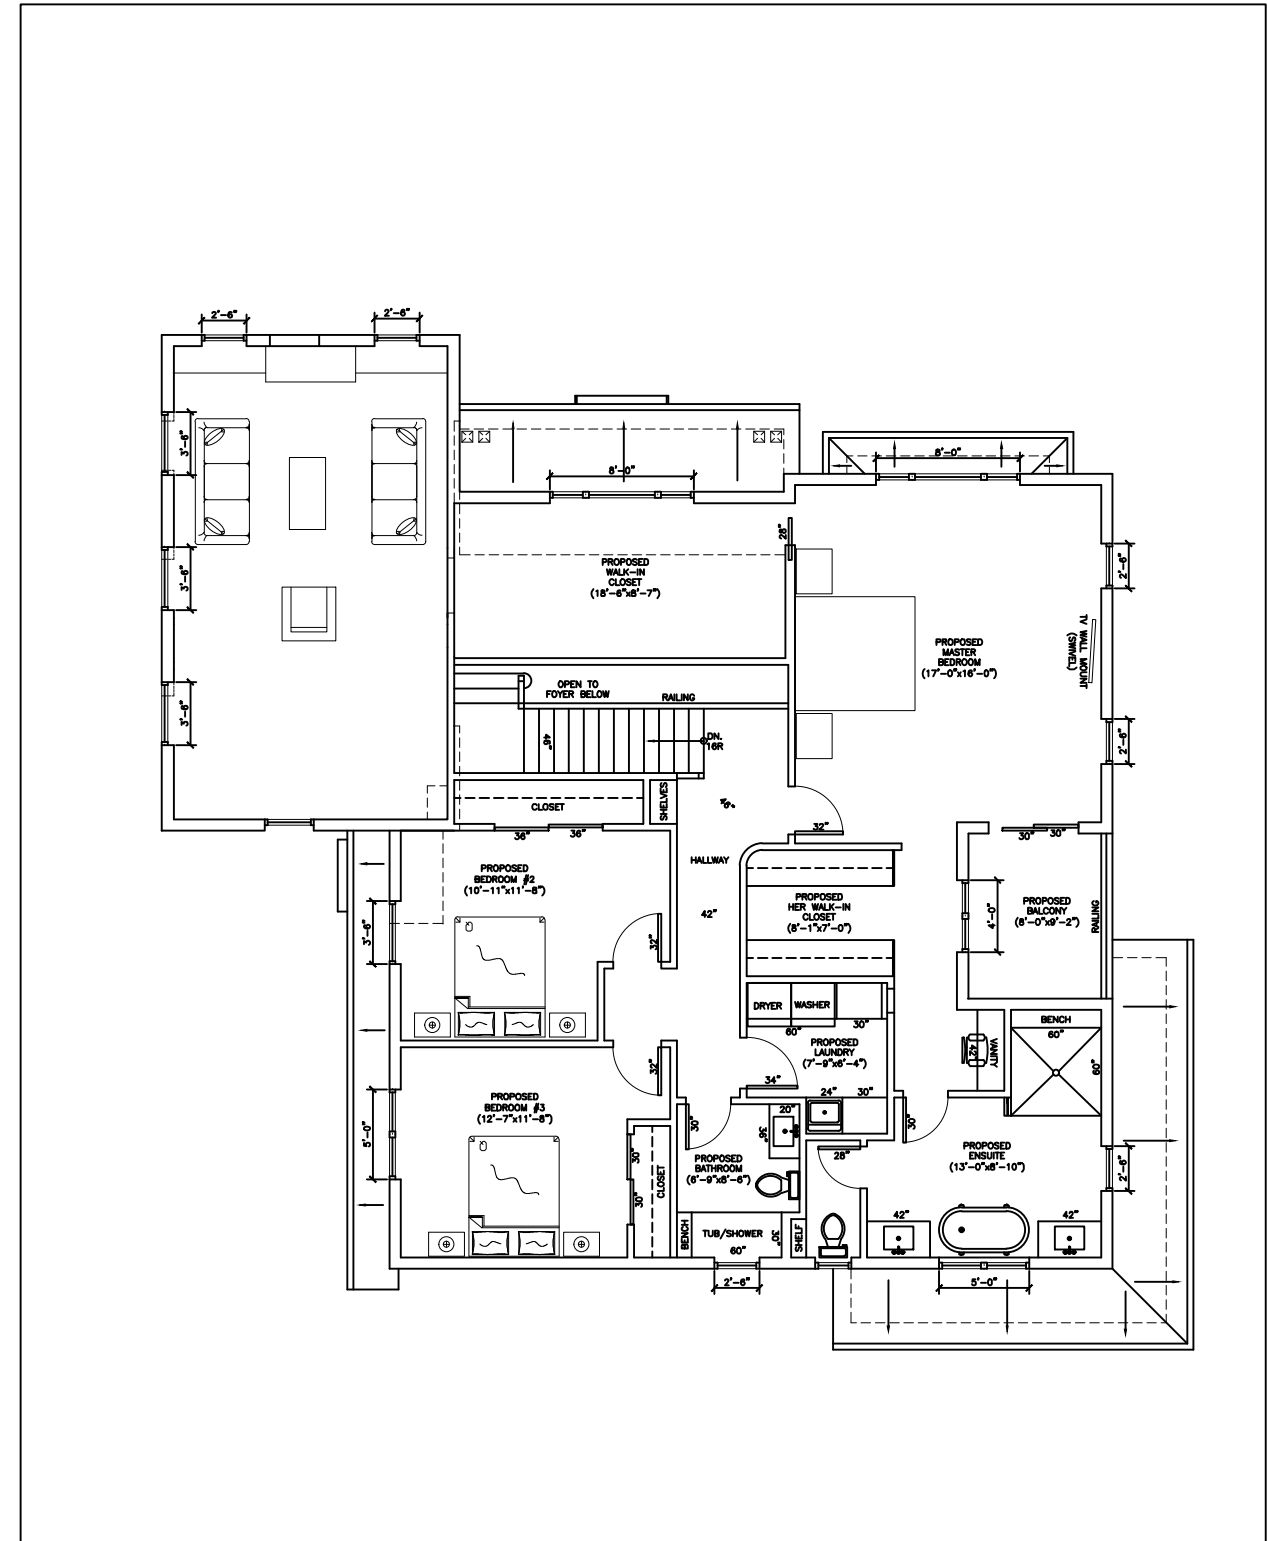 2'-6"
2'-6"
3'-6"
3'-6"
3'-6"
8'-0"
8'-0"
28"
PROPOSED
WALK-IN
CLOSET
(18'-6"x8'-7")
2'-6"
TV WALL MOUNT
(SWIVEL)
PROPOSED
MASTER
BEDROOM
(17'-0"x16'-0")
2'-6"
OPEN TO
FOYER BELOW
RAILING
46"
DN.
16R
CLOSET
SHELVES
36"
36"
32"
30"
30"
HALLWAY
42"
PROPOSED
BEDROOM #2
(10'-11"x11'-8")
3'-6"
32"
PROPOSED
HER WALK-IN
CLOSET
(8'-1"x7'-0")
4'-0"
PROPOSED
BALCONY
(8'-0"x9'-2")
RAILING
DRYER
WASHER
60"
30"
PROPOSED
LAUNDRY
(7'-9"x6'-4")
34"
24"
30"
42"
VANITY
BENCH
60"
60"
32"
PROPOSED
BEDROOM #3
(12'-7"x11'-8")
5'-0"
30"
30"
CLOSET
30"
20"
36"
PROPOSED
BATHROOM
(6'-9"x6'-6")
BENCH
TUB/SHOWER
60"
30"
2'-6"
28"
SHELF
30"
PROPOSED
ENSUITE
(13'-0"x8'-10")
2'-6"
42"
42"
5'-0"